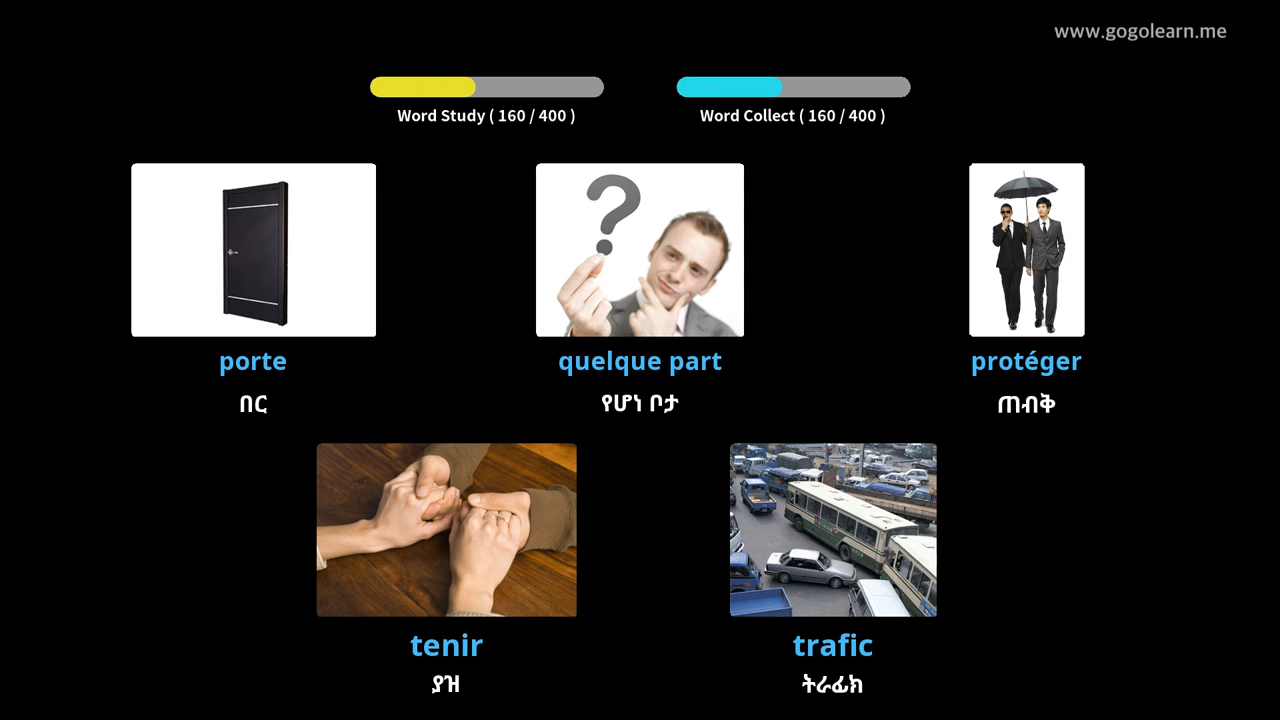 www.gogolearn.me
Word Study ( 160 / 400 )
Word Collect ( 160 / 400 )
porte
በር
quelque part
የሆነ ቦታ
protéger
ጠብቅ
tenir
ያዝ
trafic
ትራፊክ